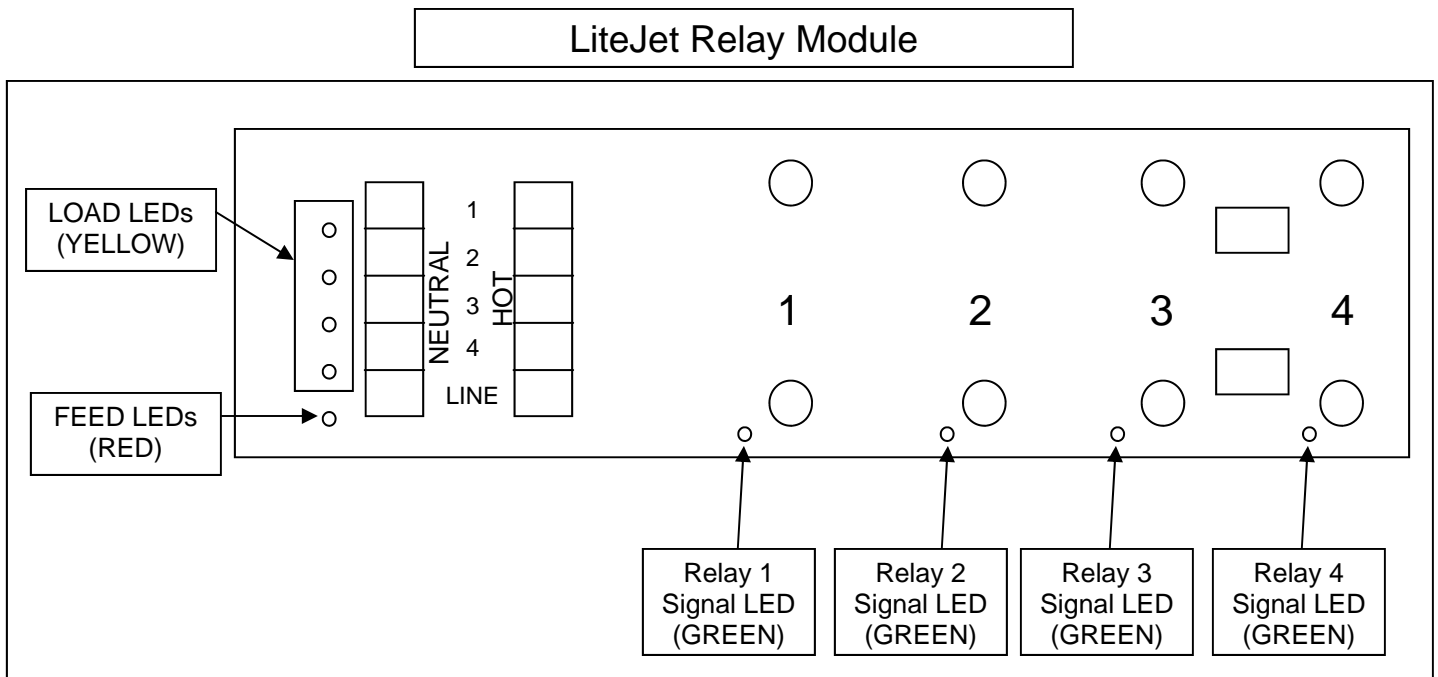 LiteJet Relay Module
LOAD LEDs
(YELLOW)
FEED LEDs
(RED)
NEUTRAL
1
2
3
4
LINE
HOT
1
2
3
4
Relay 1
Signal LED
(GREEN)
Relay 2
Signal LED
(GREEN)
Relay 3
Signal LED
(GREEN)
Relay 4
Signal LED
(GREEN)